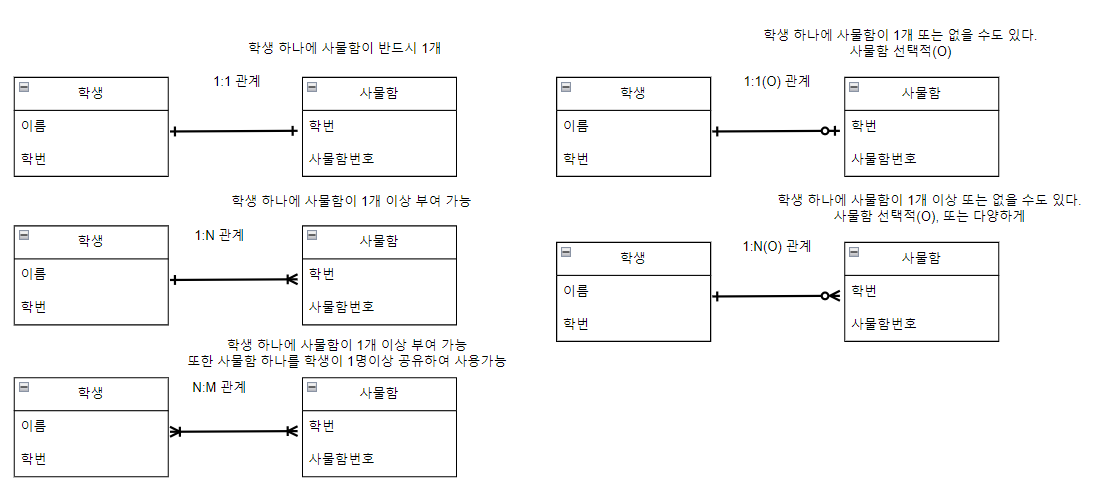 학생 하나에 사물함이 반드시 1개
1:1 관계
학생
이름
학번
사물함
학번
사물함번호
학생 하나에 사물함이 1개 이상 부여 가능
1:N 관계
학생
이름
학번
사물함
학번
사물함번호
학생 하나에 사물함이 1개 이상 부여 가능
또한 사물함 하나를 학생이 1명이상 공유하여 사용가능
N:M 관계
학생
이름
학번
사물함
학번
사물함번호
학생 하나에 사물함이 1개 또는 없을 수도 있다.
사물함 선택적(O)
1:1(O) 관계
학생
이름
학번
사물함
학번
사물함번호
학생 하나에 사물함이 1개 이상 또는 없을 수도 있다.
사물함 선택적(O), 또는 다양하게
1:N(O) 관계
학생
이름
학번
사물함
학번
사물함번호